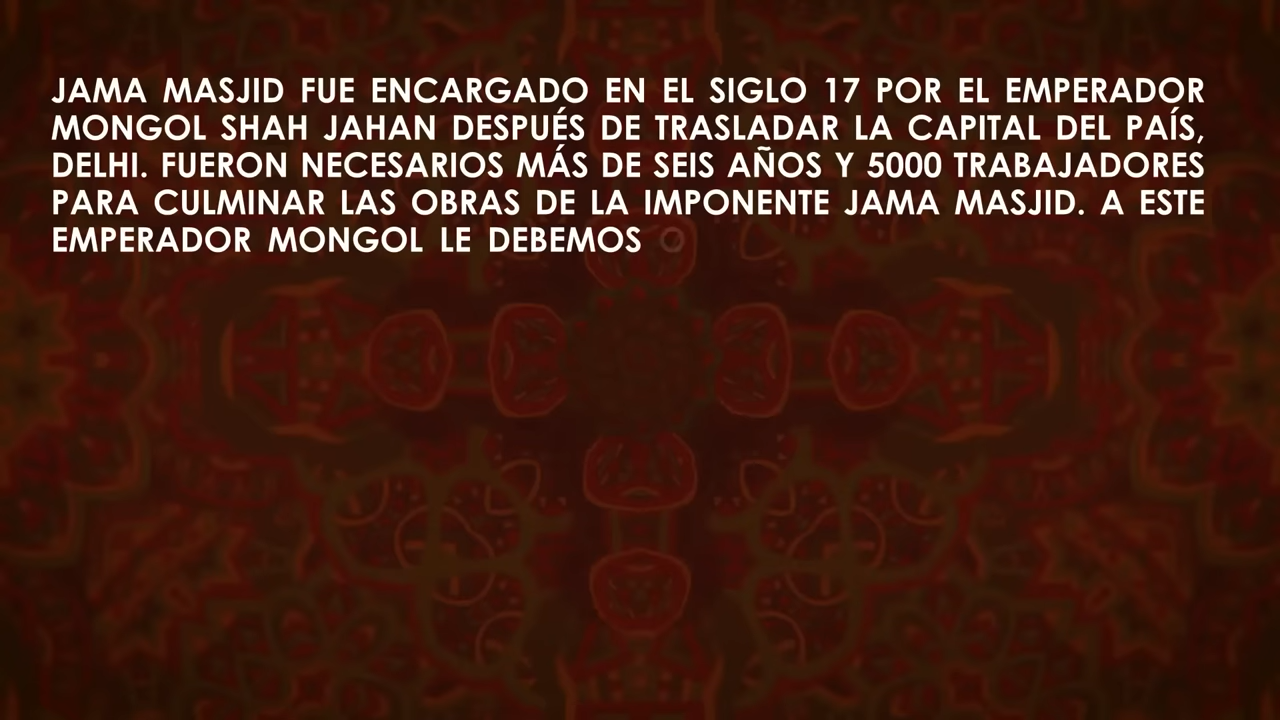 JAMA MASJID FUE ENCARGADO EN EL SIGLO 17 POR EL EMPERADOR
MONGOL SHAH JAHAN DESPUÉS DE TRASLADAR LA CAPITAL DEL PAÍS,
DELHI. FUERON NECESARIOS MÁS DE SEIS AÑOS Y 5000 TRABAJADORES
PARA CULMINAR LAS OBRAS DE LA IMPONENTE JAMA MASJID. A ESTE
EMPERADOR MONGOL LE DEBEMOS